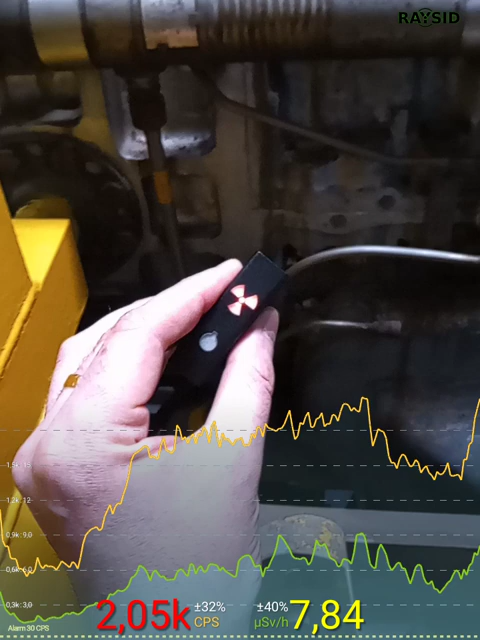 RAYSID
1,5k 15
1,2k 12
0,9k 9,0
0,6k 6,0
0,3k 3,0
2,05k ±32% CPS ±40% µSv/h 7,84
Alarm 30 CPS